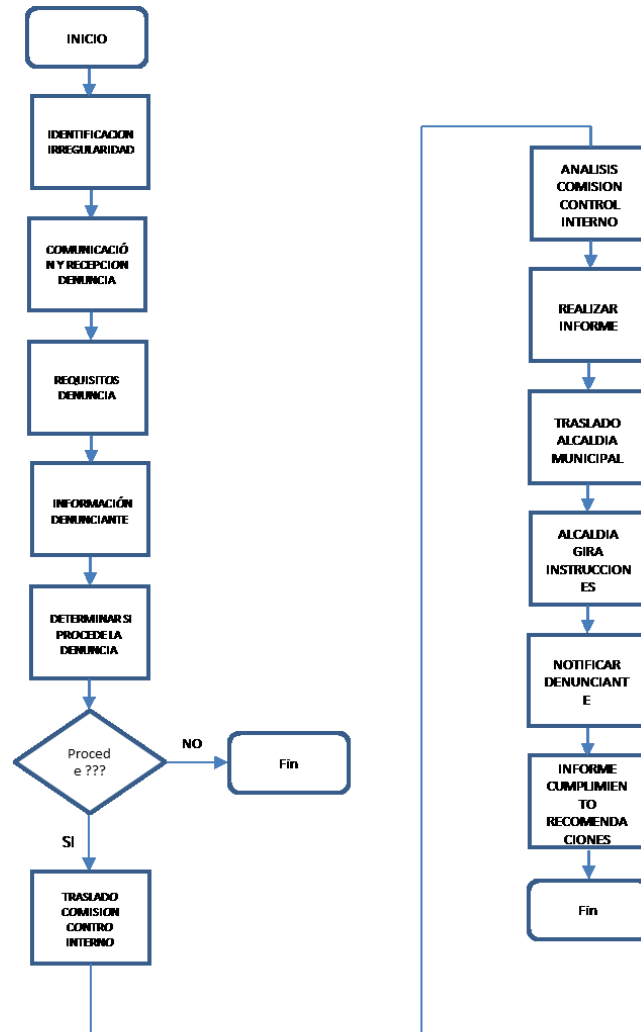 INICIO
IDENTIFICACION
IRREGULARIDAD
COMUNICACIÓ
N Y RECEPCION
DENUNCIA
REQUISITOS
DENUNCIA
INFORMACIÓN
DENUNCIANTE
DETERMINAR SI
PROCEDE LA
DENUNCIA
Proced
e ???
NO
Fin
SI
TRASLADO
COMISION
CONTRO
INTERNO
ANALISIS
COMISION
CONTROL
INTERNO
REALIZAR
INFORME
TRASLADO
ALCALDIA
MUNICIPAL
ALCALDIA
GIRA
INSTRUCCION
ES
NOTIFICAR
DENUNCIANT
E
INFORME
CUMPLIMIEN
TO
RECOMENDA
CIONES
Fin